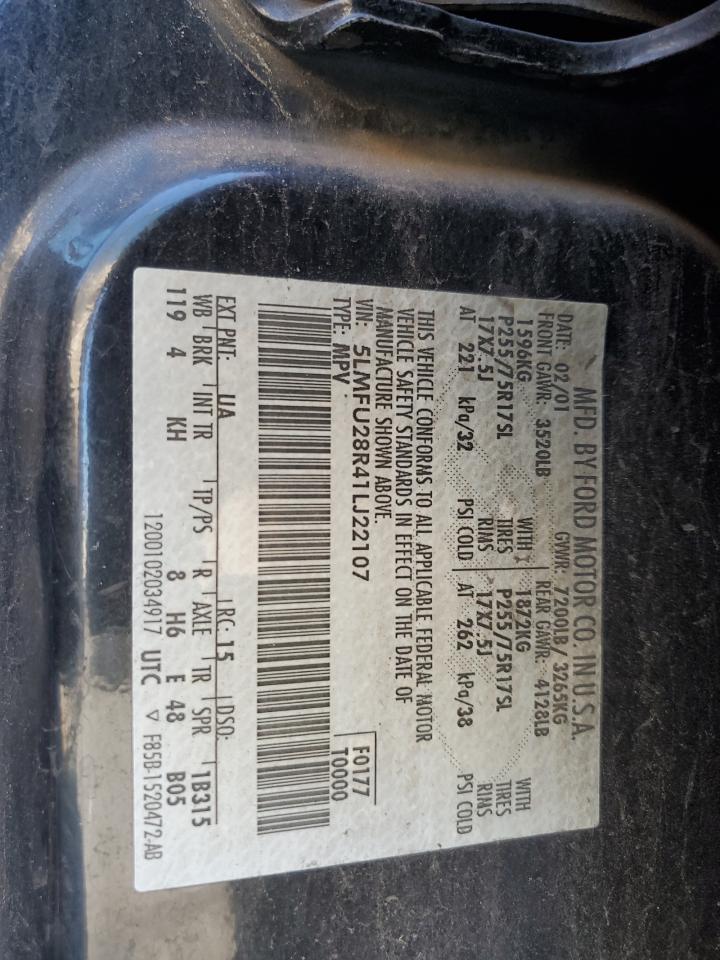 MFD. BY FORD MOTOR CO. IN U.S.A.
DATE: 02/01 GVWR: 7200LB/ 3265KG
FRONT GAWR: 3520LB REAR GAWR: 4128LB
1596KG WITH 1872KG WITH
P255/75R17SL TIRES P255/75R17SL TIRES
17X7.5J RIMS 17X7.5J RIMS
AT 221 kPa/32 PSI COLD AT 262 kPa/38 PSI COLD
THIS VEHICLE CONFORMS TO ALL APPLICABLE FEDERAL MOTOR
VEHICLE SAFETY STANDARDS IN EFFECT ON THE DATE OF
MANUFACTURE SHOWN ABOVE.
VIN: 5LMFU28R41LJ22107 F0177
TYPE: MPV T0000
EXT PNT: UA RC: 15 DSO:
WB BRK INT TR TP/PS R AXLE TR SPR 1B315
119 4 KH 8 H6 E 48 B05
1200102034917 UTC ▽ F85B-1520472-AB